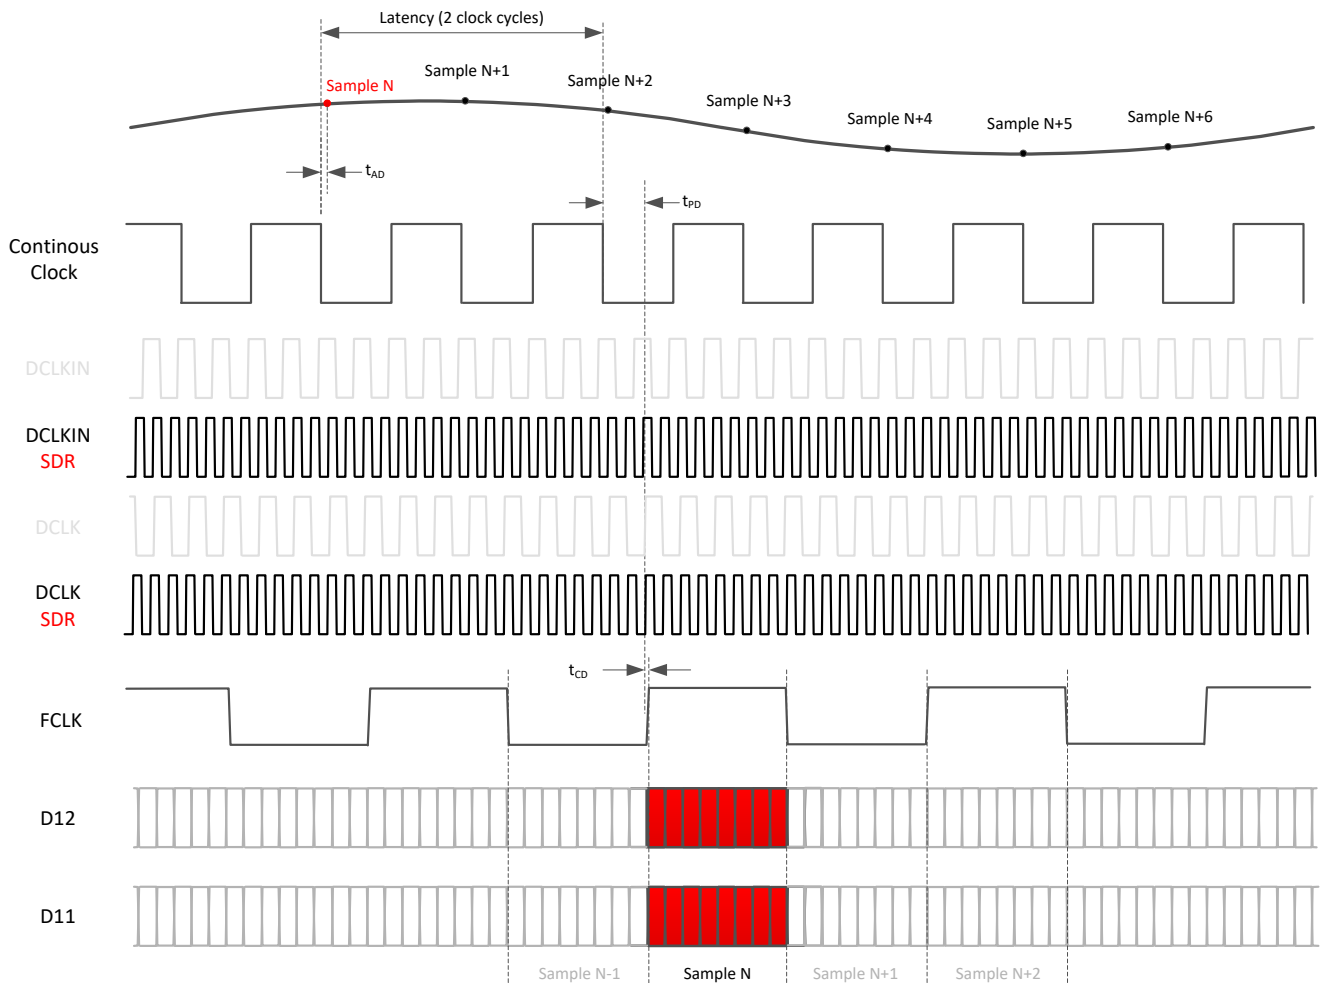 Latency (2 clock cycles)
Sample N
Sample N+1
Sample N+2
Sample N+3
Sample N+4
Sample N+5
Sample N+6
tAD
tPD
Continous
Clock
DCLKIN
DCLKIN
SDR
DCLK
DCLK
SDR
tCD
FCLK
D12
D11
Sample N-1
Sample N
Sample N+1
Sample N+2